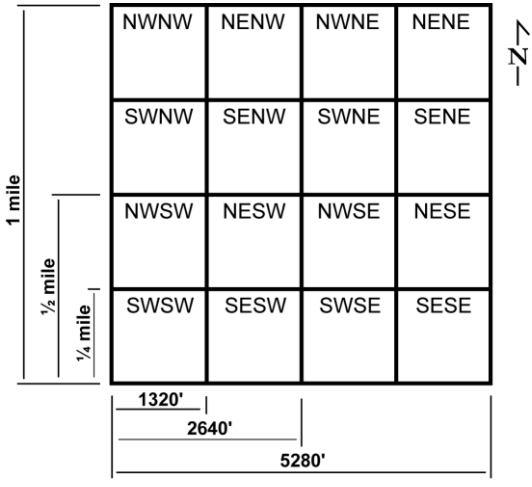 NWNW NENW NWNE NENE
N
SWNW SENW SWNE SENE
1 mile
NWSW NESW NWSE NESE
½ mile
SWSW SESW SWSE SESE
¼ mile
1320'
2640'
5280'